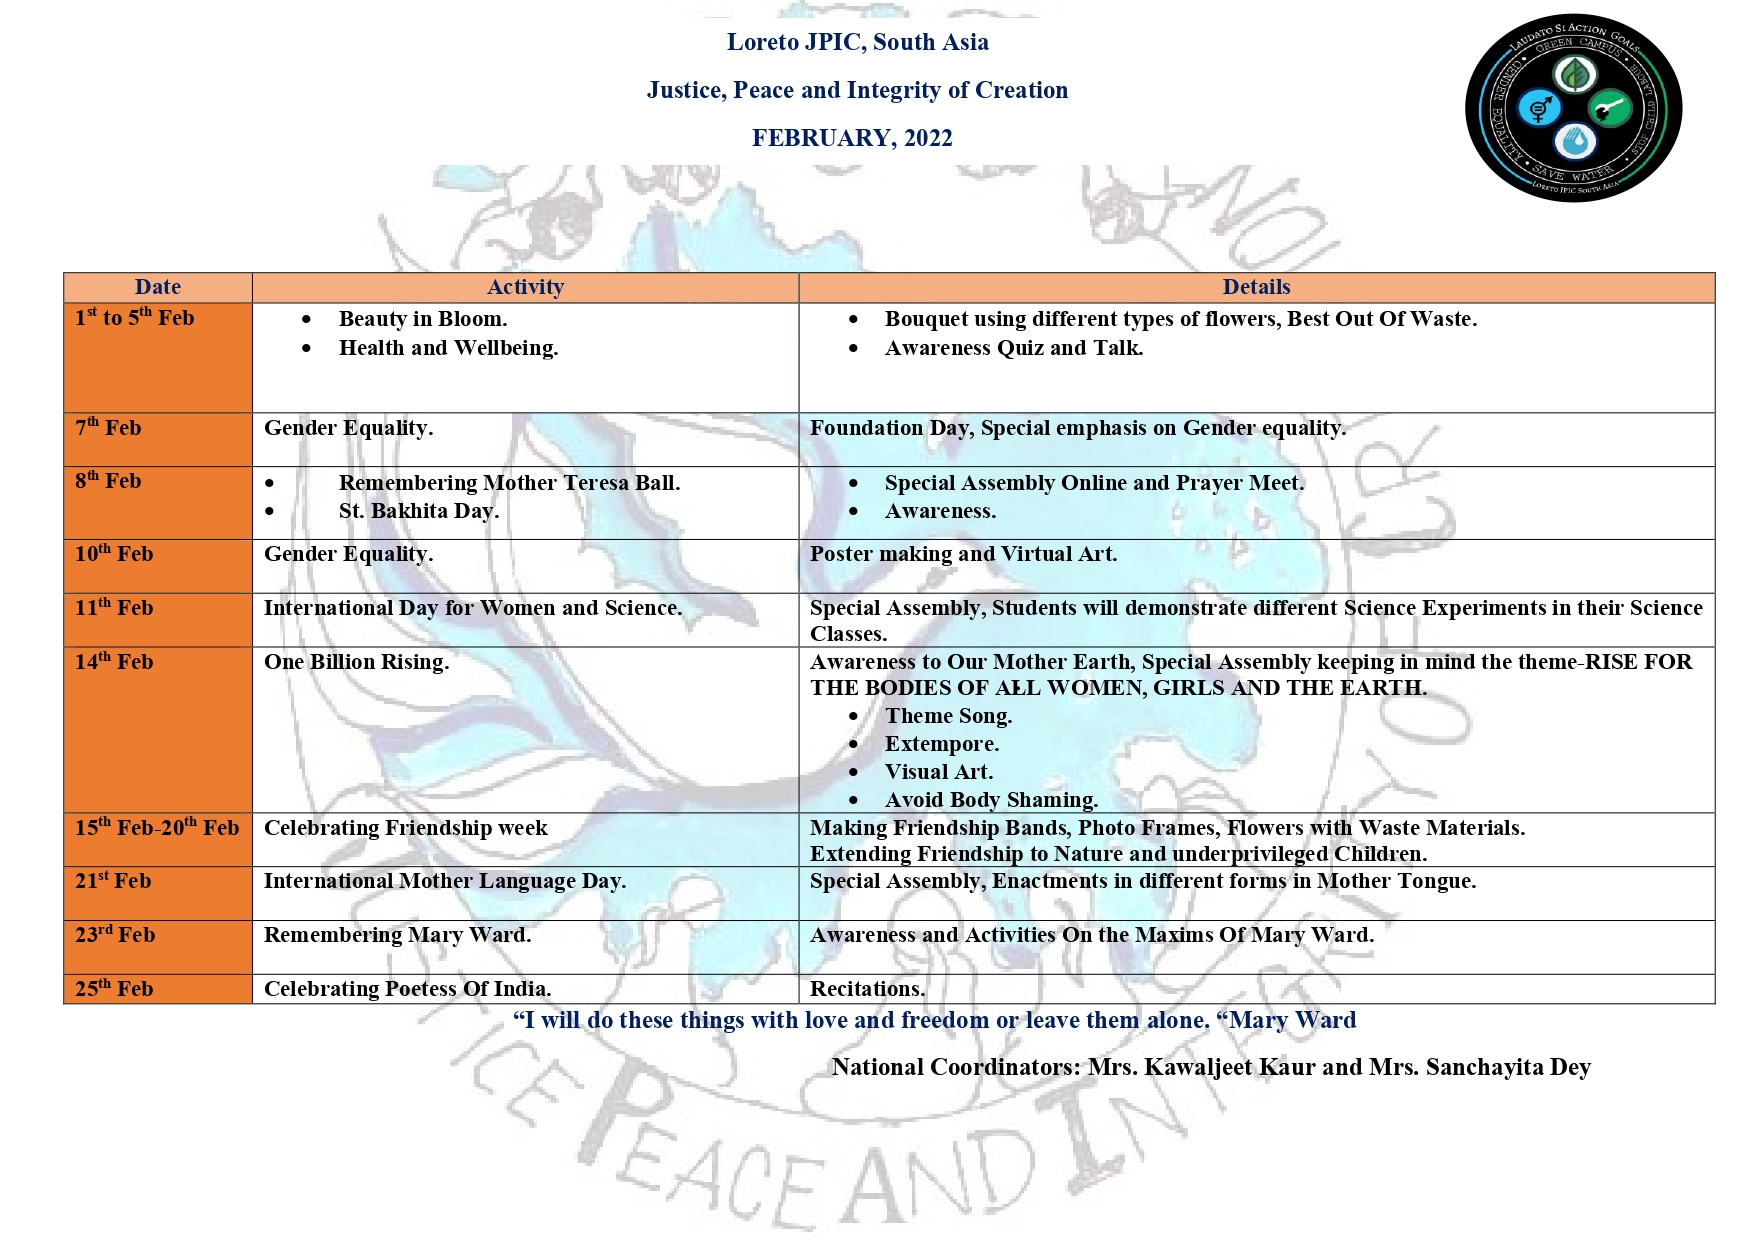 Loreto JPIC, South Asia
Justice, Peace and Integrity of Creation
FEBRUARY, 2022
LAUDATO SI ACTION GOALS
GREEN CAMPUS
GENDER EQUALITY
STOP CHILD LABOUR
SAVE WATER
LORETO JPIC SOUTH ASIA
Date Activity Details
1st to 5th Feb
• Beauty in Bloom.
• Health and Wellbeing.
• Bouquet using different types of flowers, Best Out Of Waste.
• Awareness Quiz and Talk.
7th Feb Gender Equality. Foundation Day, Special emphasis on Gender equality.
8th Feb
• Remembering Mother Teresa Ball.
• St. Bakhita Day.
• Special Assembly Online and Prayer Meet.
• Awareness.
10th Feb Gender Equality. Poster making and Virtual Art.
11th Feb International Day for Women and Science. Special Assembly, Students will demonstrate different Science Experiments in their Science
Classes.
14th Feb One Billion Rising. Awareness to Our Mother Earth, Special Assembly keeping in mind the theme-RISE FOR
THE BODIES OF ALL WOMEN, GIRLS AND THE EARTH.
• Theme Song.
• Extempore.
• Visual Art.
• Avoid Body Shaming.
15th Feb-20th Feb Celebrating Friendship week Making Friendship Bands, Photo Frames, Flowers with Waste Materials.
Extending Friendship to Nature and underprivileged Children.
21st Feb International Mother Language Day. Special Assembly, Enactments in different forms in Mother Tongue.
23rd Feb Remembering Mary Ward. Awareness and Activities On the Maxims Of Mary Ward.
25th Feb Celebrating Poetess Of India. Recitations.
“I will do these things with love and freedom or leave them alone. “Mary Ward
National Coordinators: Mrs. Kawaljeet Kaur and Mrs. Sanchayita Dey
PEACE AND INTEGRITY OF